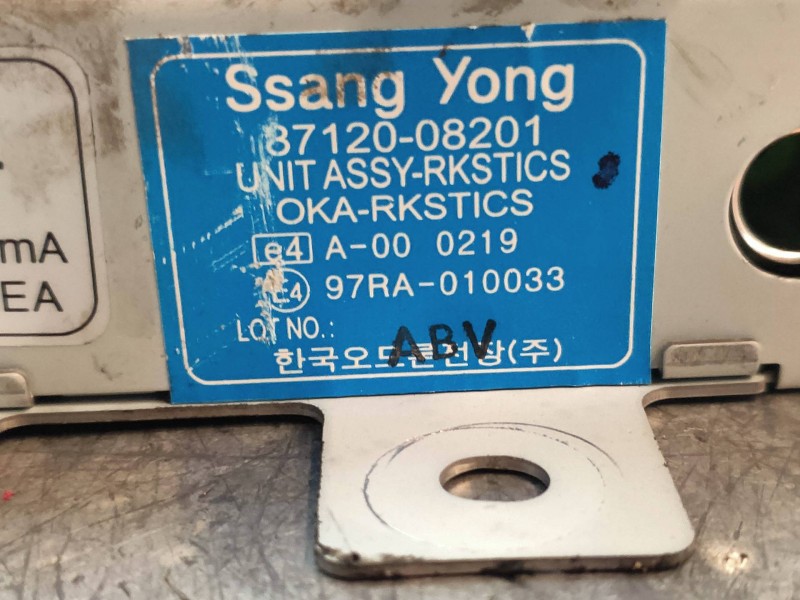 mA
EA
Ssang Yong
87120-08201
UNIT ASSY-RKSTICS
OKA-RKSTICS
e4 A-00 0219
E4 97RA-010033
LOT NO.:
ABV
한국오므론전장(주)